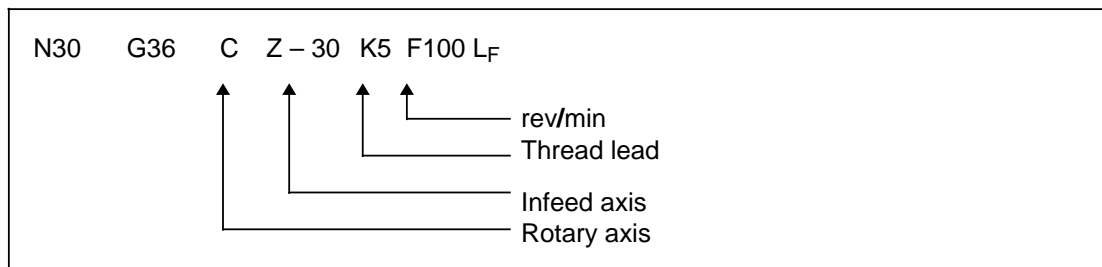 N30 G36 C Z – 30 K5 F100 LF
rev/min
Thread lead
Infeed axis
Rotary axis